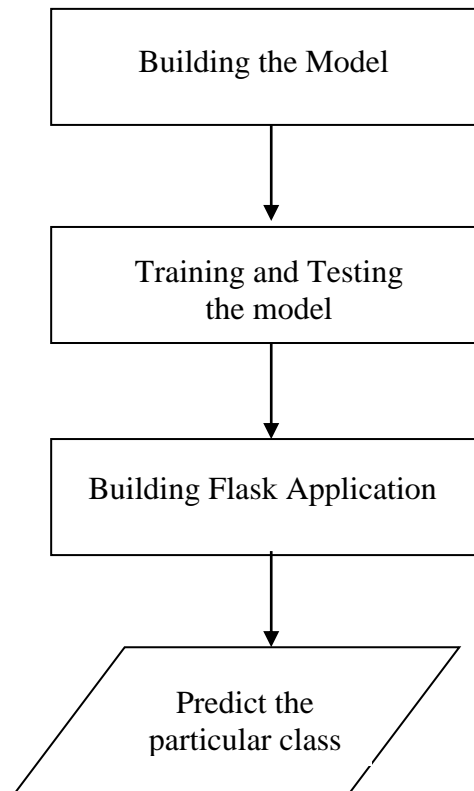 Building the Model
Training and Testing
the model
Building Flask Application
Predict the
particular class